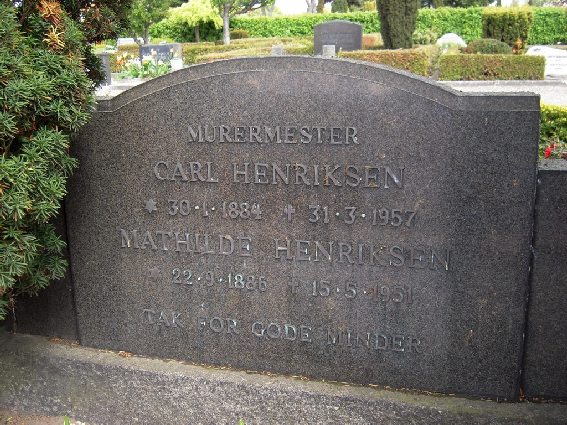 MURERMESTER
CARL HENRIKSEN
* 30·1·1884 † 31·3·1957
MATHILDE HENRIKSEN
* 22·9·1886 † 15·5·1951
TAK FOR GODE MINDER